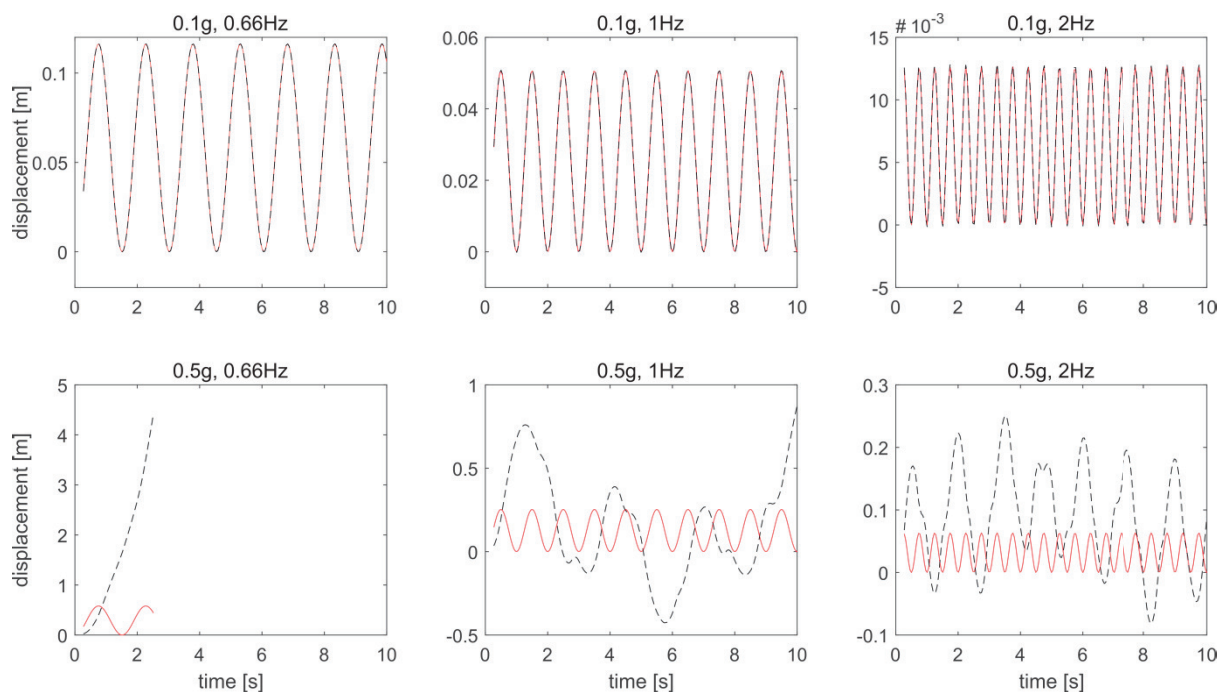 0.1g, 0.66Hz
displacement [m]
0.1
0.05
0
0 2 4 6 8 10
0.1g, 1Hz
0.06
0.04
0.02
0
0 2 4 6 8 10
0.1g, 2Hz
# 10-3
15
10
5
0
-5
0 2 4 6 8 10
0.5g, 0.66Hz
displacement [m]
5
4
3
2
1
0
0 2 4 6 8 10
time [s]
0.5g, 1Hz
1
0.5
0
-0.5
0 2 4 6 8 10
time [s]
0.5g, 2Hz
0.3
0.2
0.1
0
-0.1
0 2 4 6 8 10
time [s]